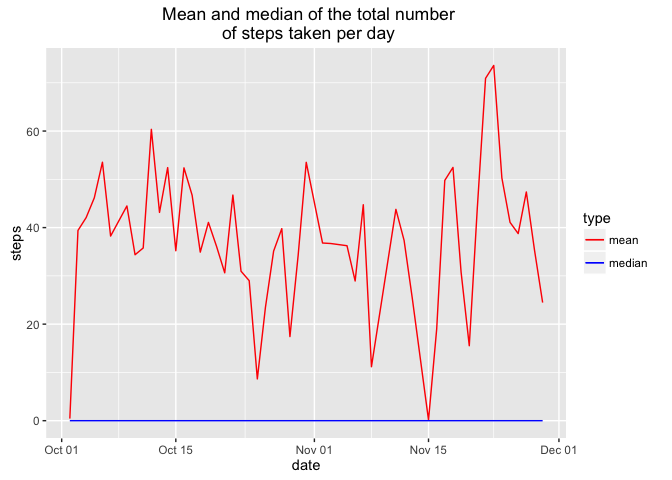 Mean and median of the total number
of steps taken per day
steps
60
40
20
0
Oct 01
Oct 15
Nov 01
Nov 15
Dec 01
date
type
mean
median